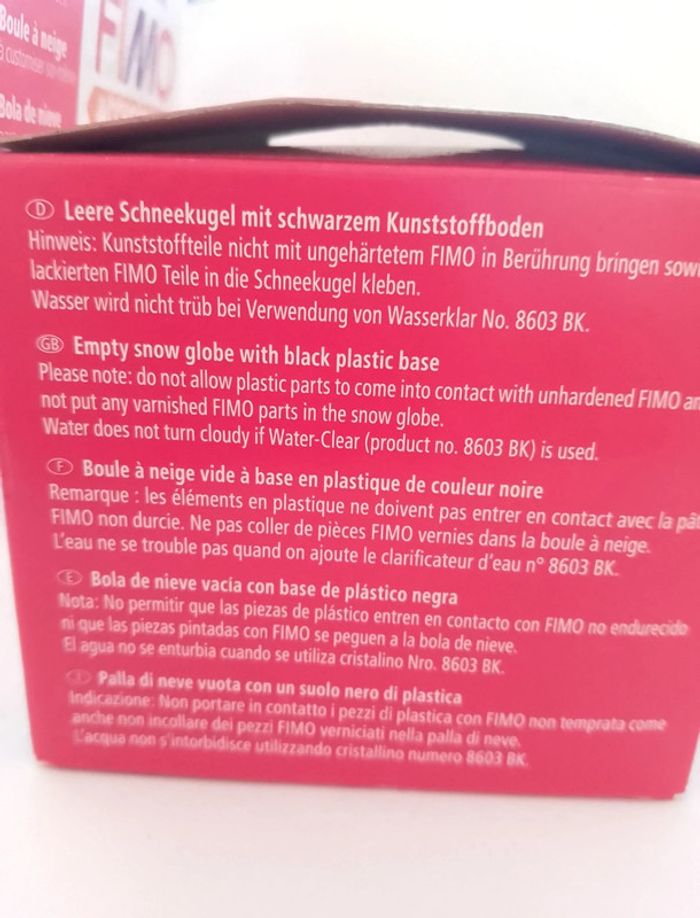 Boule à neige
à customiser
FIMO
Bola de nieve
D Leere Schneekugel mit schwarzem Kunststoffboden
Hinweis: Kunststoffteile nicht mit ungehärtetem FIMO in Berührung bringen sow
lackierten FIMO Teile in die Schneekugel kleben.
Wasser wird nicht trüb bei Verwendung von Wasserklar No. 8603 BK.
GB Empty snow globe with black plastic base
Please note: do not allow plastic parts to come into contact with unhardened FIMO an
not put any varnished FIMO parts in the snow globe.
Water does not turn cloudy if Water-Clear (product no. 8603 BK) is used.
F Boule à neige vide à base en plastique de couleur noire
Remarque : les éléments en plastique ne doivent pas entrer en contact avec la pât
FIMO non durcie. Ne pas coller de pièces FIMO vernies dans la boule à neige.
L'eau ne se trouble pas quand on ajoute le clarificateur d'eau n° 8603 BK.
E Bola de nieve vacía con base de plástico negra
Nota: No permitir que las piezas de plástico entren en contacto con FIMO no endurecido
ni que las piezas pintadas con FIMO se peguen a la bola de nieve.
El agua no se enturbia cuando se utiliza cristalino Nro. 8603 BK.
I Palla di neve vuota con un suolo nero di plastica
Indicazione: Non portare in contatto i pezzi di plastica con FIMO non temprata come
anche non incollare dei pezzi FIMO verniciati nella palla di neve.
L'acqua non s'intorbidisce utilizzando cristallino numero 8603 BK.